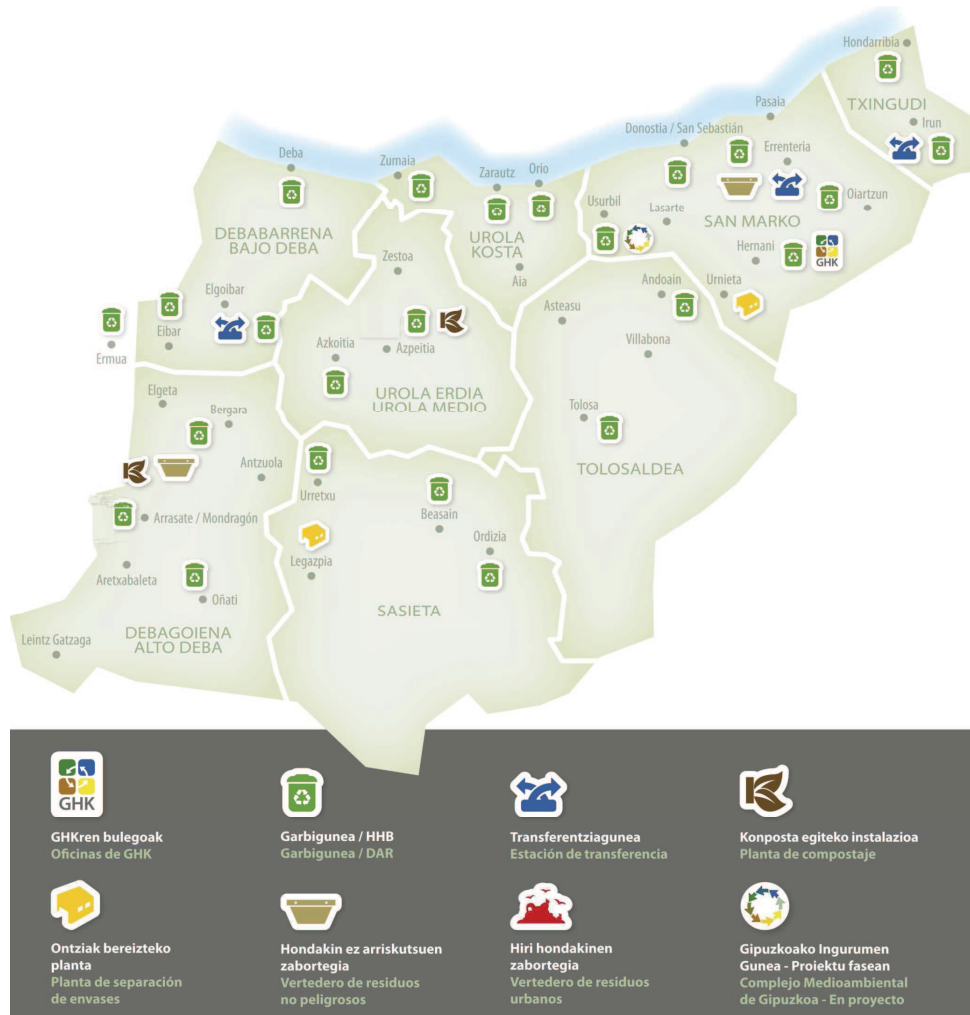 Hondarribia
TXINGUDI
Irun
Pasaia
Donostia / San Sebastián
Errenteria
Oiartzun
SAN MARKO
Lasarte
Usurbil
Hernani
GHK
Urnieta
Deba
Zumaia
Zarautz
Orio
DEBABARRENA
BAJO DEBA
UROLA
KOSTA
Zestoa
Aia
Elgoibar
Eibar
Ermua
Azkoitia
Azpeitia
UROLA ERDIA
UROLA MEDIO
Andoain
Asteasu
Villabona
Tolosa
TOLOSALDEA
Elgeta
Bergara
Antzuola
Arrasate / Mondragón
Aretxabaleta
Oñati
DEBAGOIENA
ALTO DEBA
Leintz Gatzaga
Urretxu
Beasain
Ordizia
Legazpia
SASIETA
GHK
GHKren bulegoak
Oficinas de GHK
Garbigunea / HHB
Garbigunea / DAR
Transferentziagunea
Estación de transferencia
Konposta egiteko instalazioa
Planta de compostaje
Ontziak bereizteko
planta
Planta de separación
de envases
Hondakin ez arriskutsuen
zabortegia
Vertedero de residuos
no peligrosos
Hiri hondakinen
zabortegia
Vertedero de residuos
urbanos
Gipuzkoako Ingurumen
Gunea - Proiektu fasean
Complejo Medioambiental
de Gipuzkoa - En proyecto